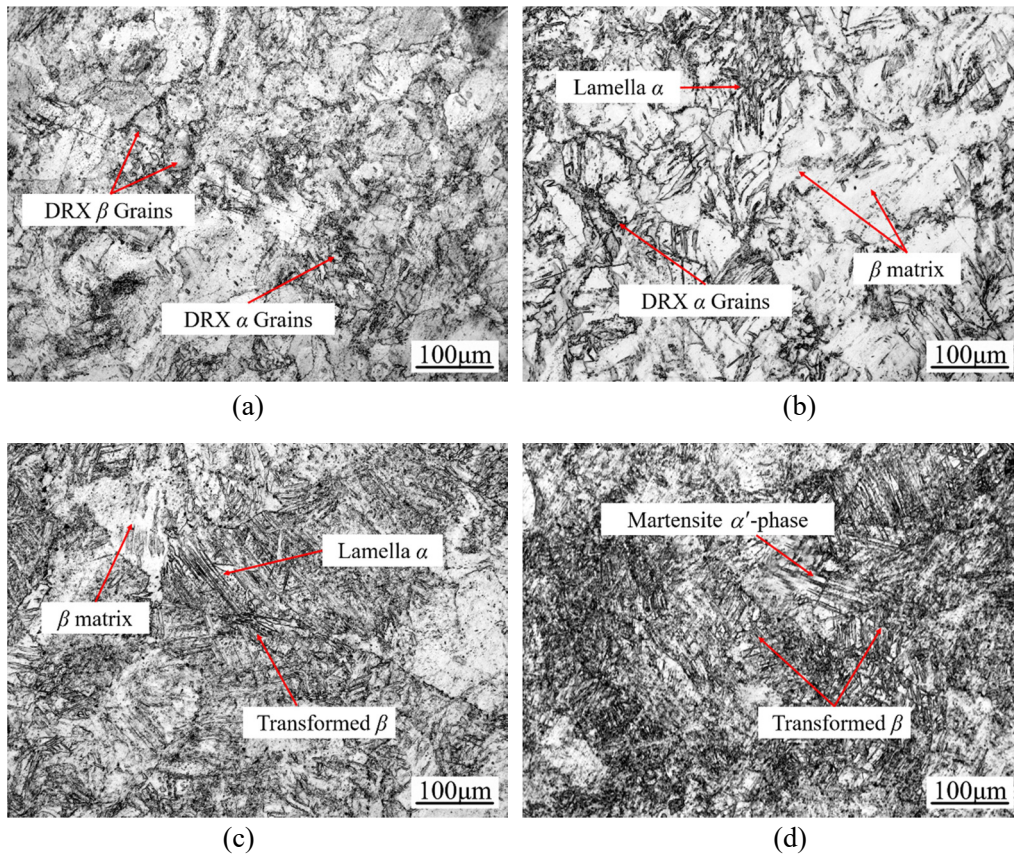 DRX β Grains
DRX α Grains
100μm
(a)
Lamella α
β matrix
DRX α Grains
100μm
(b)
Lamella α
β matrix
Transformed β
100μm
(c)
Martensite α′-phase
Transformed β
100μm
(d)